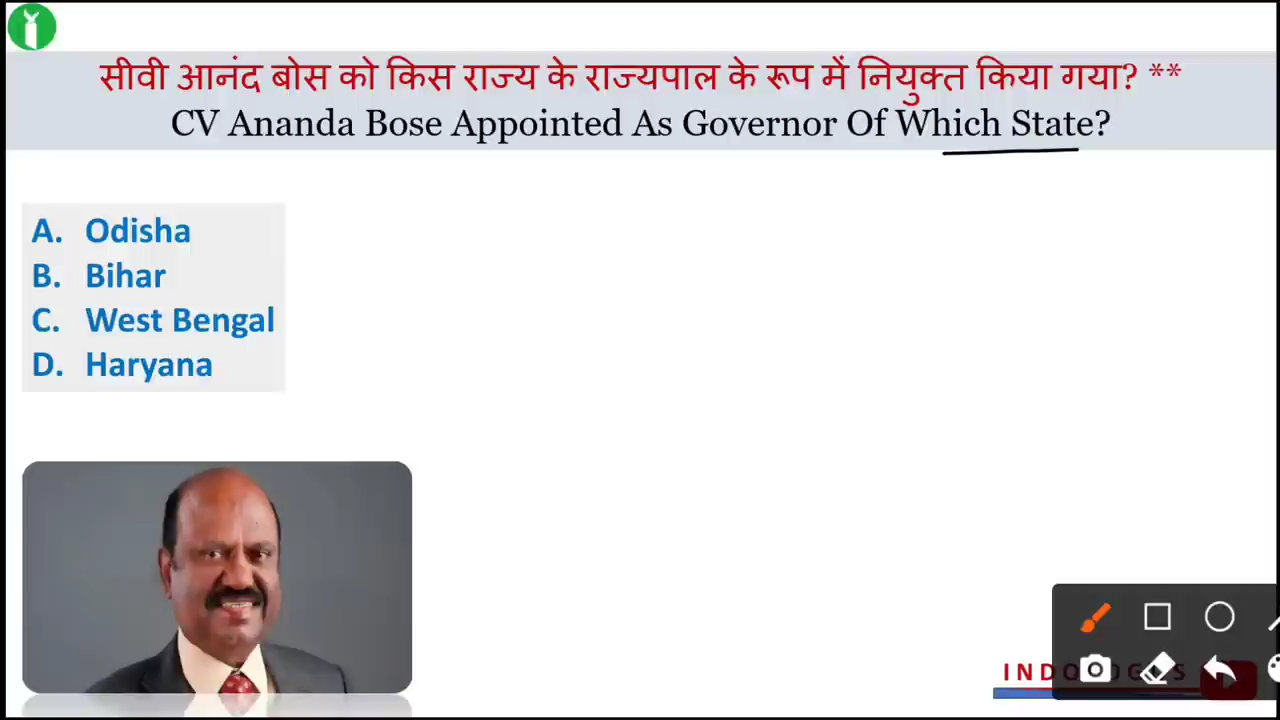 सीवी आनंद बोस को किस राज्य के राज्यपाल के रूप में नियुक्त किया गया? **
CV Ananda Bose Appointed As Governor Of Which State?
A. Odisha
B. Bihar
C. West Bengal
D. Haryana